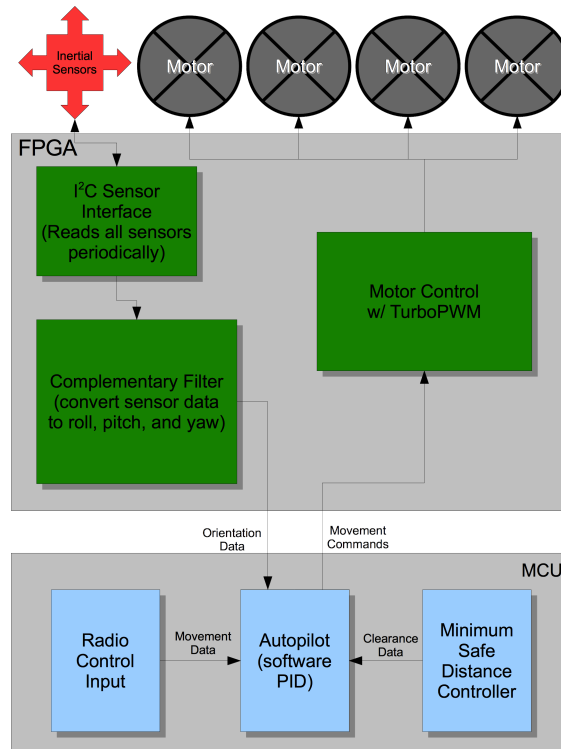 Inertial
Sensors
Motor
Motor
Motor
Motor
FPGA
I²C Sensor
Interface
(Reads all sensors
periodically)
Motor Control
w/ TurboPWM
Complementary Filter
(convert sensor data
to roll, pitch, and yaw)
Orientation
Data
Movement
Commands
MCU
Radio
Control
Input
Movement
Data
Autopilot
(software
PID)
Clearance
Data
Minimum
Safe
Distance
Controller